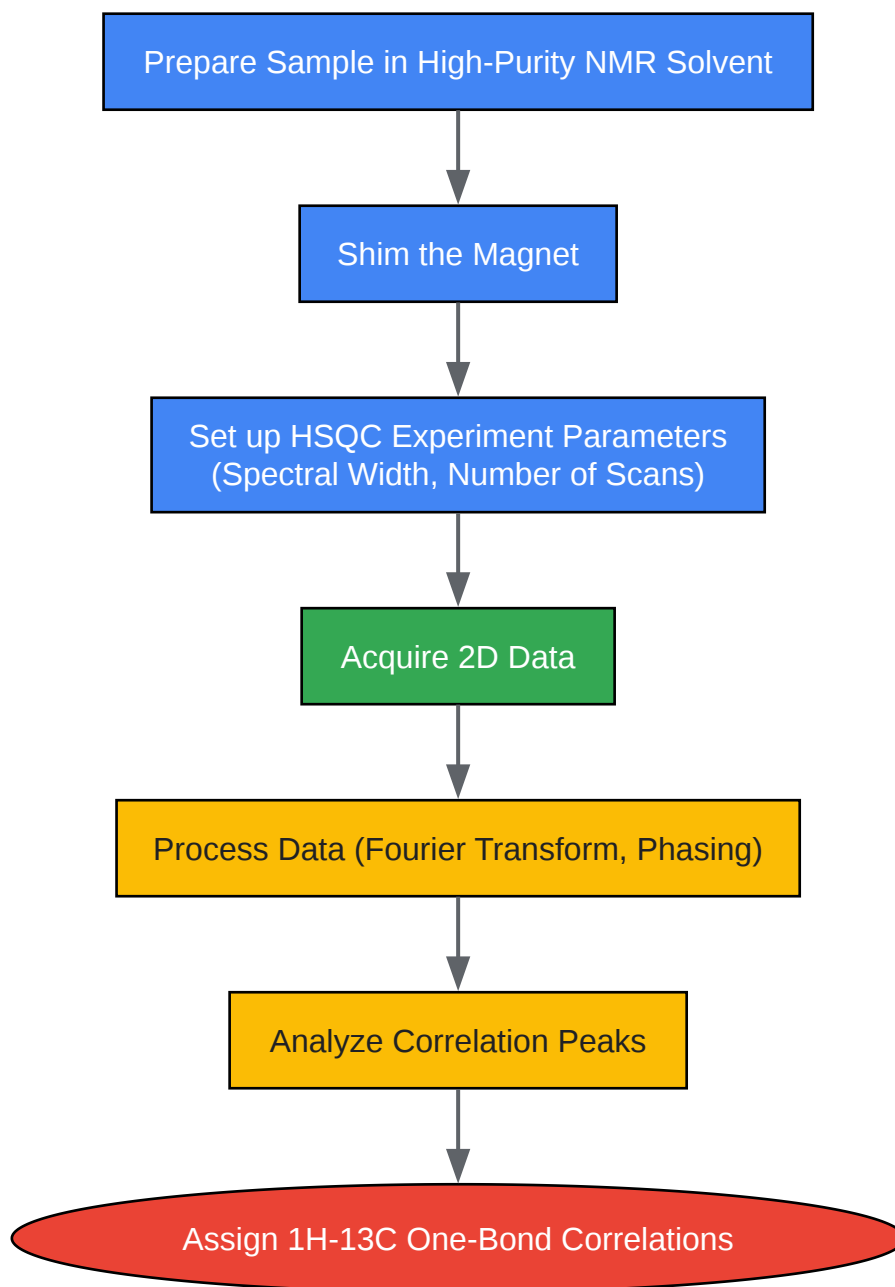 Prepare Sample in High-Purity NMR Solvent
Shim the Magnet
Set up HSQC Experiment Parameters
(Spectral Width, Number of Scans)
Acquire 2D Data
Process Data (Fourier Transform, Phasing)
Analyze Correlation Peaks
Assign 1H-13C One-Bond Correlations